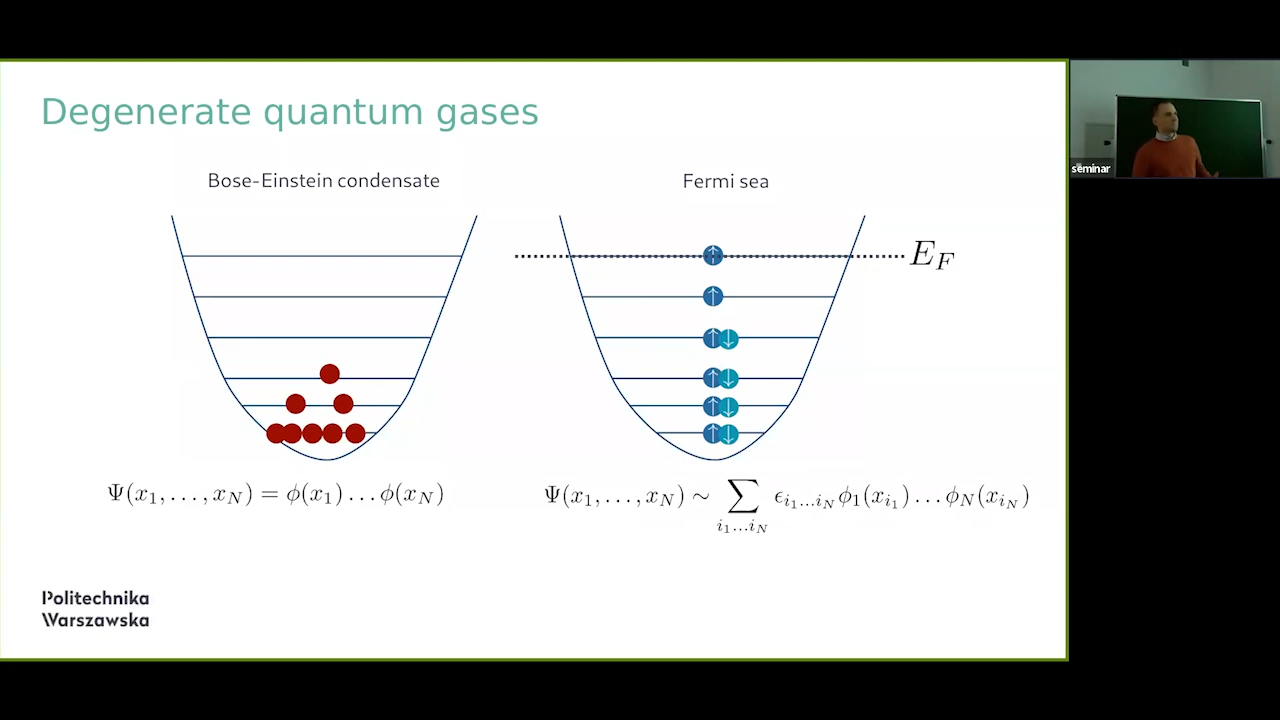 Degenerate quantum gases
Bose-Einstein condensate
Fermi sea
E_F
↑
↑
↑ ↓
↑ ↓
↑ ↓
↑ ↓
Ψ(x_1, ..., x_N) = ϕ(x_1) ... ϕ(x_N)
Ψ(x_1, ..., x_N) ∼ ∑_{i_1...i_N} ϵ_{i_1...i_N} ϕ_1(x_{i_1}) ... ϕ_N(x_{i_N})
Politechnika
Warszawska
seminar